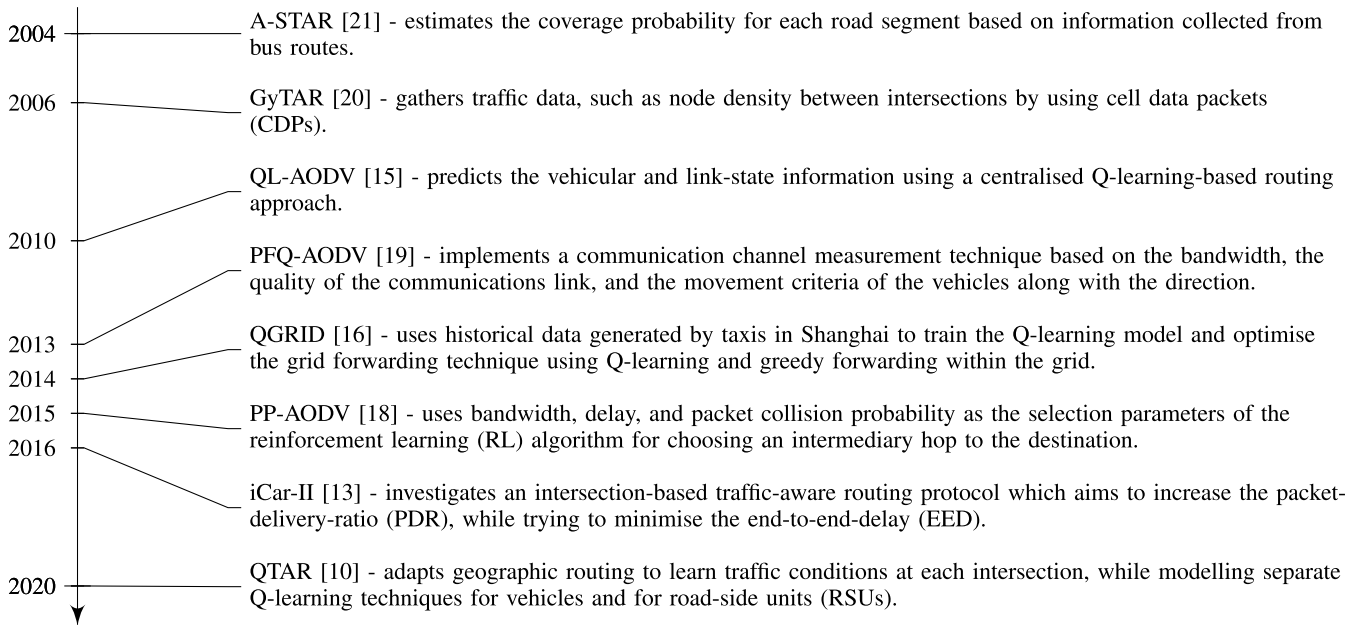 2004
A-STAR [21] - estimates the coverage probability for each road segment based on information collected from
bus routes.
2006
GyTAR [20] - gathers traffic data, such as node density between intersections by using cell data packets
(CDPs).
QL-AODV [15] - predicts the vehicular and link-state information using a centralised Q-learning-based routing
approach.
2010
PFQ-AODV [19] - implements a communication channel measurement technique based on the bandwidth, the
quality of the communications link, and the movement criteria of the vehicles along with the direction.
2013
QGRID [16] - uses historical data generated by taxis in Shanghai to train the Q-learning model and optimise
the grid forwarding technique using Q-learning and greedy forwarding within the grid.
2014
2015
PP-AODV [18] - uses bandwidth, delay, and packet collision probability as the selection parameters of the
reinforcement learning (RL) algorithm for choosing an intermediary hop to the destination.
2016
iCar-II [13] - investigates an intersection-based traffic-aware routing protocol which aims to increase the packet-
delivery-ratio (PDR), while trying to minimise the end-to-end-delay (EED).
2020
QTAR [10] - adapts geographic routing to learn traffic conditions at each intersection, while modelling separate
Q-learning techniques for vehicles and for road-side units (RSUs).